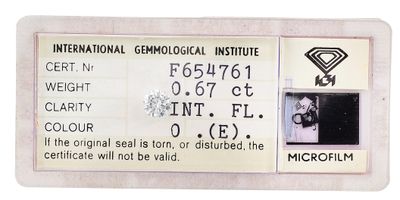 INTERNATIONAL GEMMOLOGICAL INSTITUTE
CERT. Nr F654761
WEIGHT 0.67 ct
CLARITY INT. FL.
COLOUR 0 .(E).
If the original seal is torn, or disturbed, the
certificate will not be valid.
MICROFILM